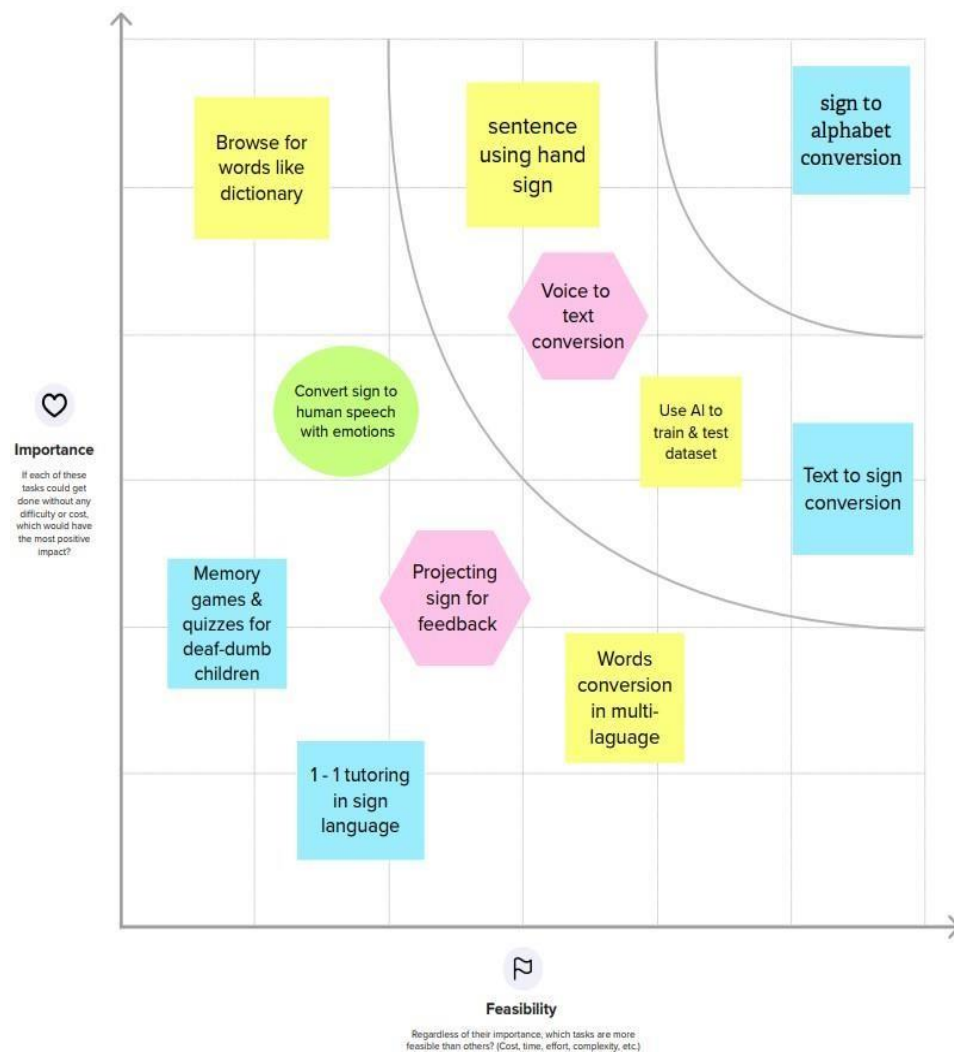 sign to
alphabet
conversion
Browse for
words like
dictionary
sentence
using hand
sign
Voice to
text
conversion
Convert sign to
human speech
with emotions
Use AI to
train & test
dataset
Text to sign
conversion
Importance
If each of these
tasks could get
done without any
difficulty or cost,
which would have
the most positive
impact?
Memory
games &
quizzes for
deaf-dumb
children
Projecting
sign for
feedback
Words
conversion
in multi-
laguage
1 - 1 tutoring
in sign
language
Feasibility
Regardless of their importance, which tasks are more
feasible than others? (Cost, time, effort, complexity, etc.)